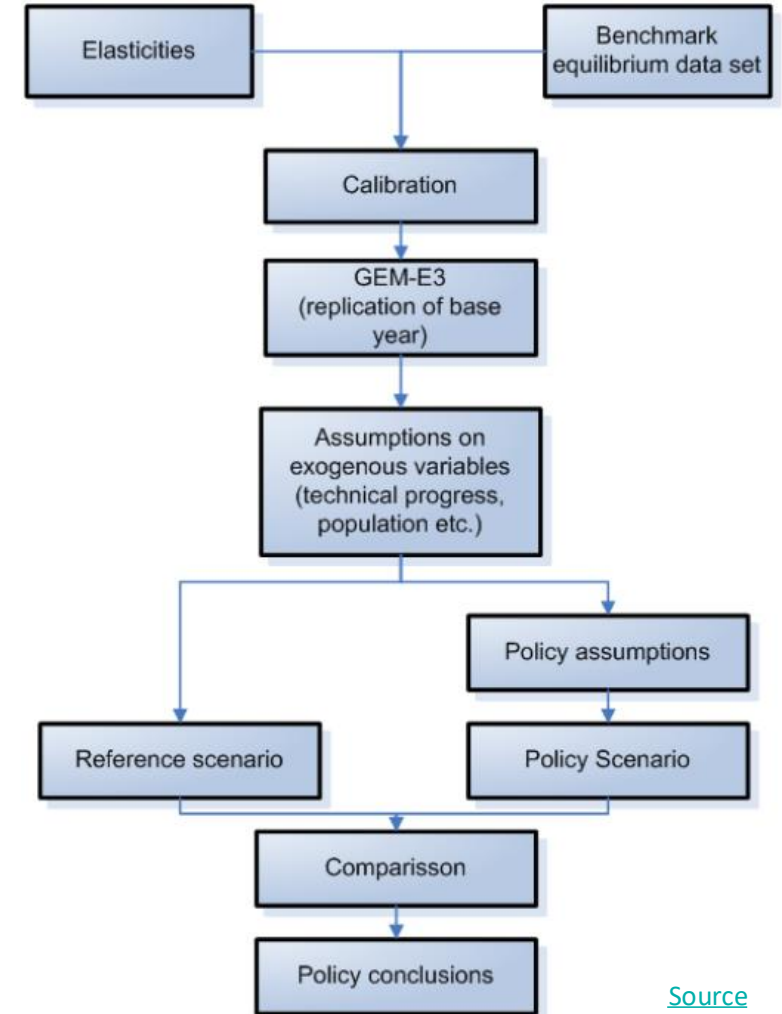 Elasticities
Benchmark
equilibrium data set
Calibration
GEM-E3
(replication of base
year)
Assumptions on
exogenous variables
(technical progress,
population etc.)
Policy assumptions
Reference scenario
Policy Scenario
Comparisson
Policy conclusions
Source